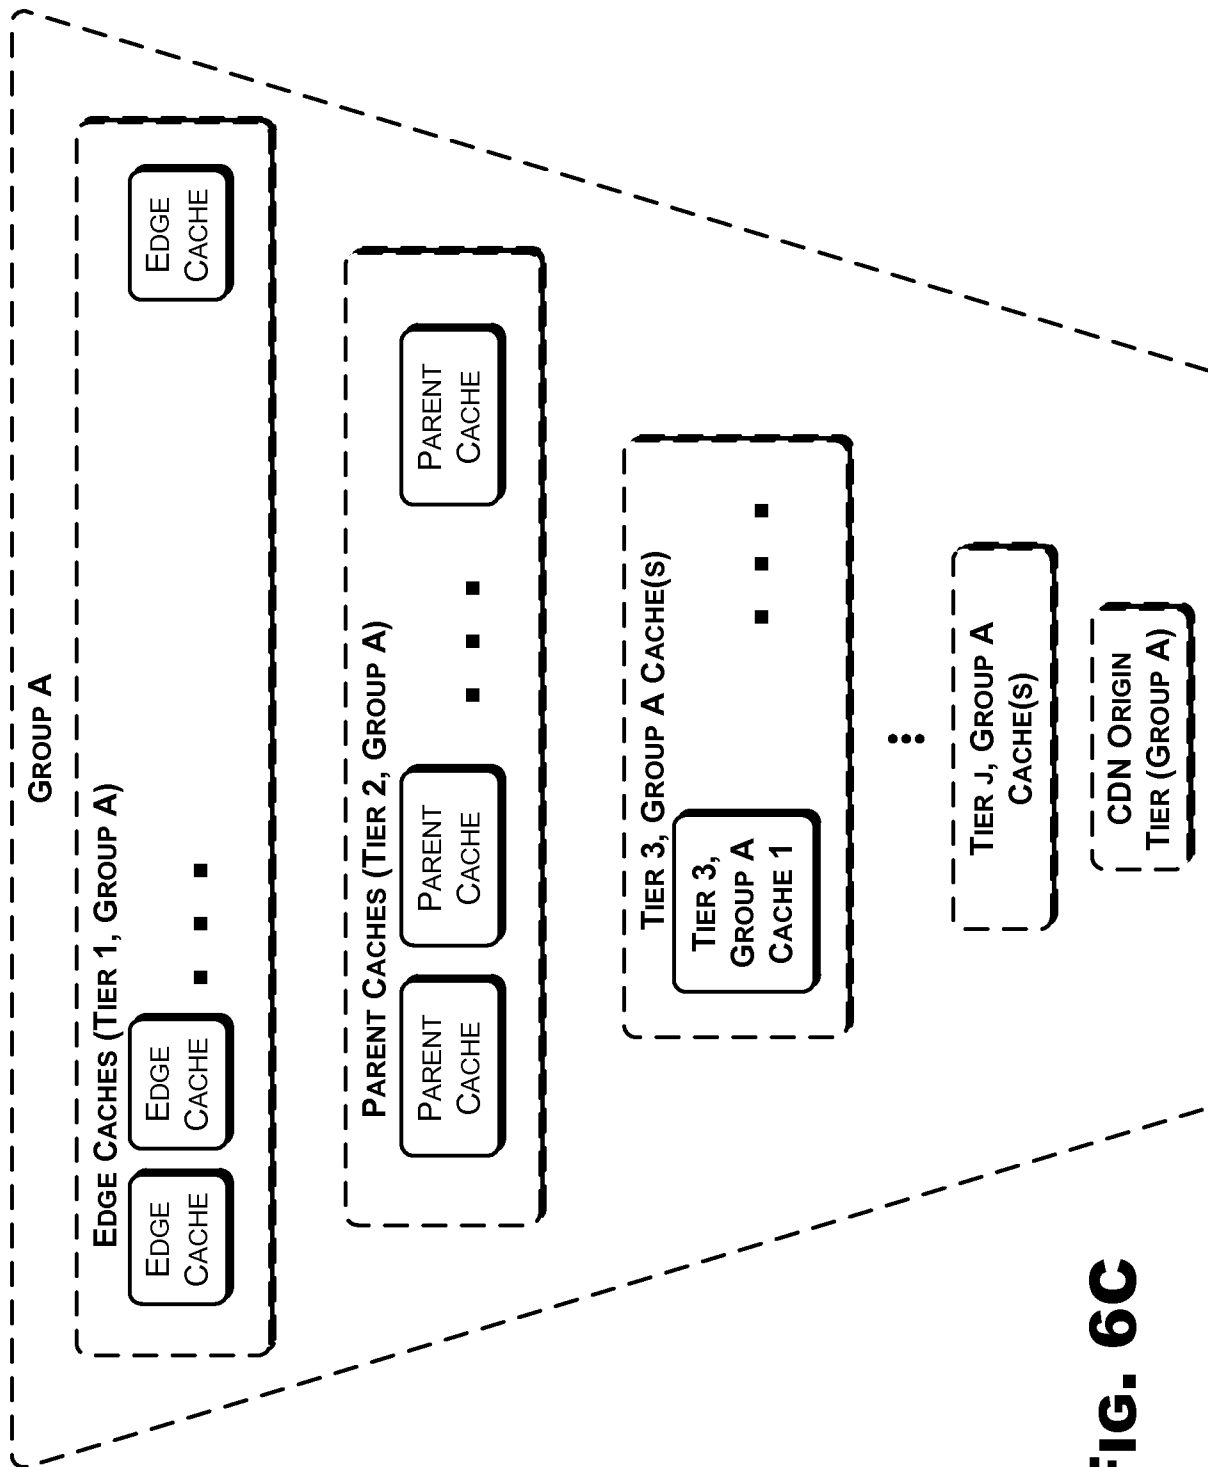 GROUP A
EDGE CACHES (TIER 1, GROUP A)
EDGE
CACHE
EDGE
CACHE
EDGE
CACHE
PARENT CACHES (TIER 2, GROUP A)
PARENT
CACHE
PARENT
CACHE
PARENT
CACHE
TIER 3, GROUP A CACHE(S)
TIER 3,
GROUP A
CACHE 1
TIER J, GROUP A
CACHE(S)
CDN ORIGIN
TIER (GROUP A)
FIG. 6C